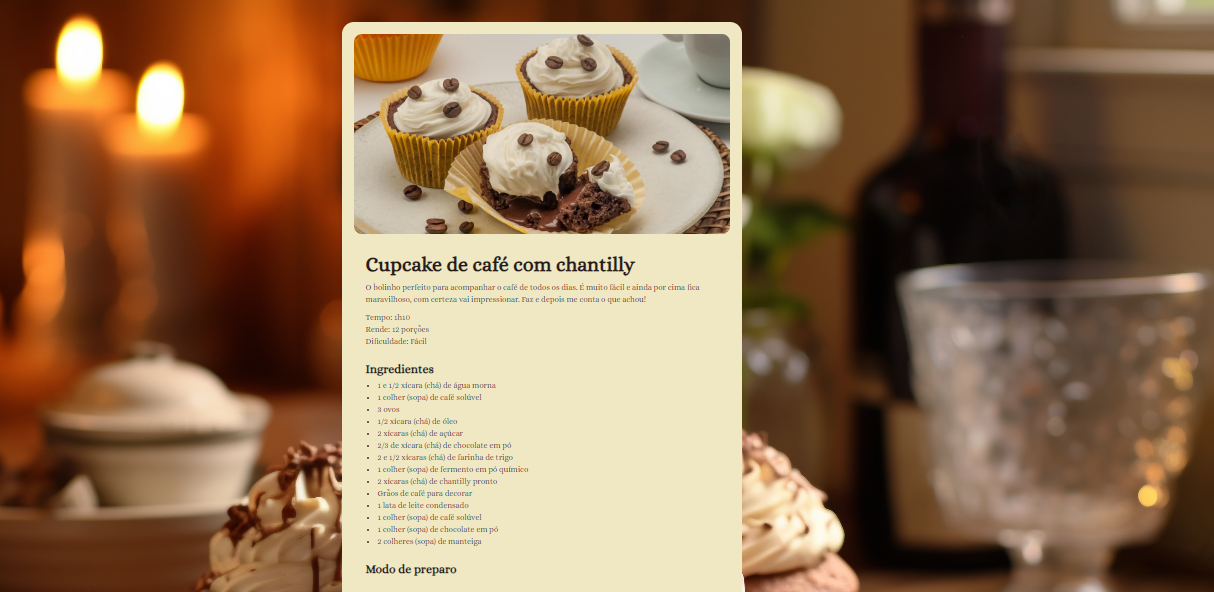 Cupcake de café com chantilly
O bolinho perfeito para acompanhar o café de todos os dias. É muito fácil e ainda por cima fica
maravilhoso, com certeza vai impressionar. Faz e depois me conta o que achou!
Tempo: 1h10
Rende: 12 porções
Dificuldade: Fácil
Ingredientes
• 1 e 1/2 xícara (chá) de água morna
• 1 colher (sopa) de café solúvel
• 3 ovos
• 1/2 xícara (chá) de óleo
• 2 xícaras (chá) de açúcar
• 2/3 de xícara (chá) de chocolate em pó
• 2 e 1/2 xícaras (chá) de farinha de trigo
• 1 colher (sopa) de fermento em pó químico
• 2 xícaras (chá) de chantilly pronto
• Grãos de café para decorar
• 1 lata de leite condensado
• 1 colher (sopa) de café solúvel
• 1 colher (sopa) de chocolate em pó
• 2 colheres (sopa) de manteiga
Modo de preparo